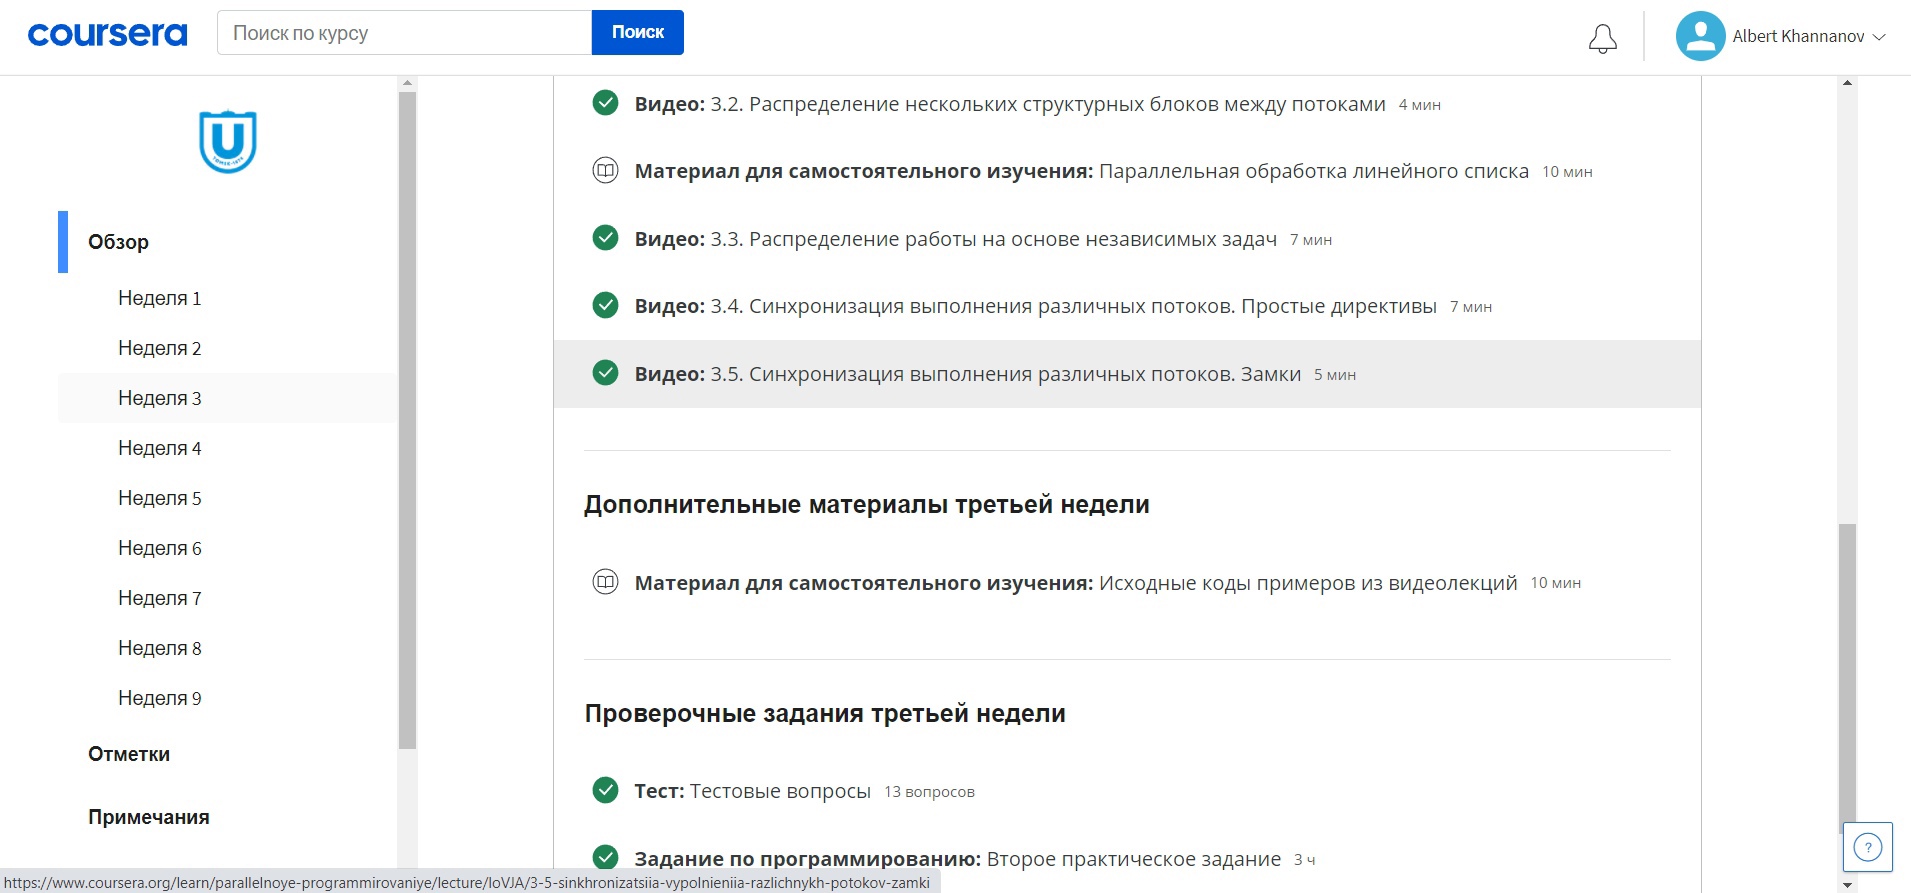 coursera
Поиск по курсу
Поиск
Albert Khannanov
Обзор
Неделя 1
Неделя 2
Неделя 3
Неделя 4
Неделя 5
Неделя 6
Неделя 7
Неделя 8
Неделя 9
Отметки
Примечания
Видео: 3.2. Распределение нескольких структурных блоков между потоками 4 мин
Материал для самостоятельного изучения: Параллельная обработка линейного списка 10 мин
Видео: 3.3. Распределение работы на основе независимых задач 7 мин
Видео: 3.4. Синхронизация выполнения различных потоков. Простые директивы 7 мин
Видео: 3.5. Синхронизация выполнения различных потоков. Замки 5 мин
Дополнительные материалы третьей недели
Материал для самостоятельного изучения: Исходные коды примеров из видеолекций 10 мин
Проверочные задания третьей недели
Тест: Тестовые вопросы 13 вопросов
Задание по программированию: Второе практическое задание 3 ч
?
https://www.coursera.org/learn/parallelnoye-programmirovaniye/lecture/IoVJA/3-5-sinkhronizatsiia-vypolnieniia-razlichnykh-potokov-zamki